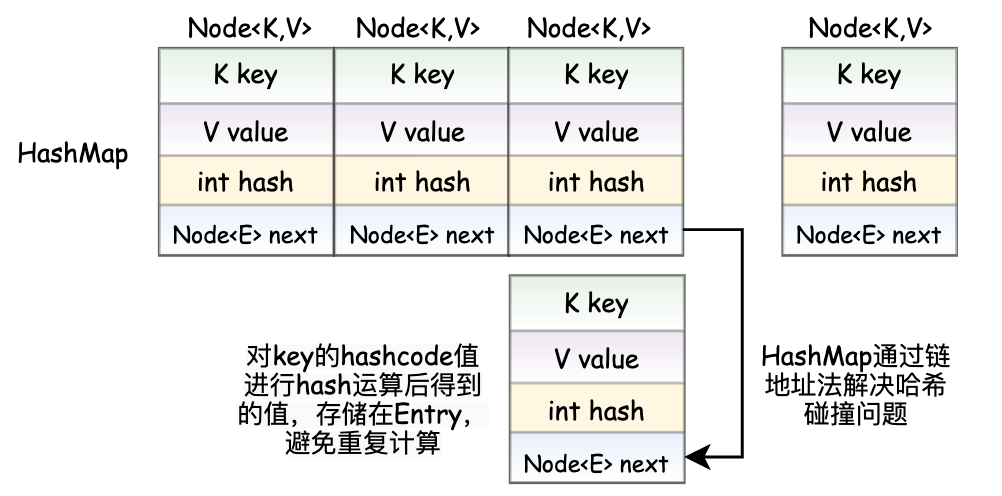 Node<K,V> Node<K,V> Node<K,V> Node<K,V>
K key K key K key K key
V value V value V value V value
HashMap
int hash int hash int hash int hash
Node<E> next Node<E> next Node<E> next Node<E> next
K key
V value
int hash
Node<E> next
对key的hashcode值
进行hash运算后得到
的值，存储在Entry，
避免重复计算
HashMap通过链
地址法解决哈希
碰撞问题